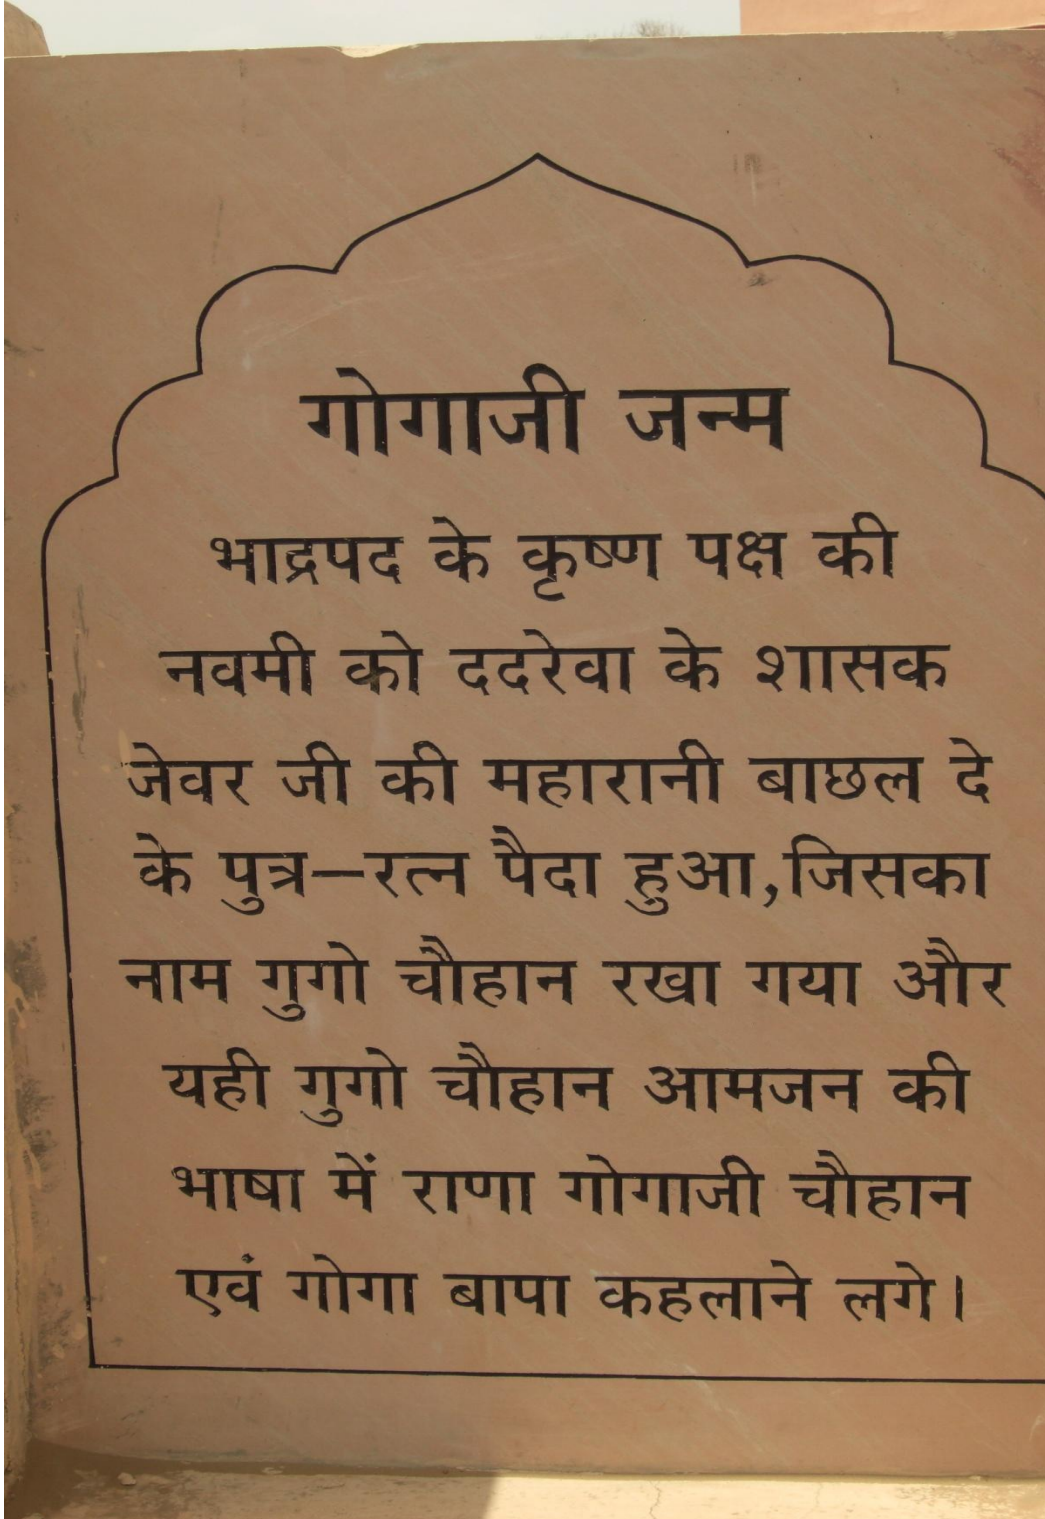 गोगाजी जन्म
भाद्रपद के कृष्ण पक्ष की
नवमी को ददरेवा के शासक
जेवर जी की महारानी बाछल दे
के पुत्र–रत्न पैदा हुआ,जिसका
नाम गुगो चौहान रखा गया और
यही गुगो चौहान आमजन की
भाषा में राणा गोगाजी चौहान
एवं गोगा बापा कहलाने लगे।